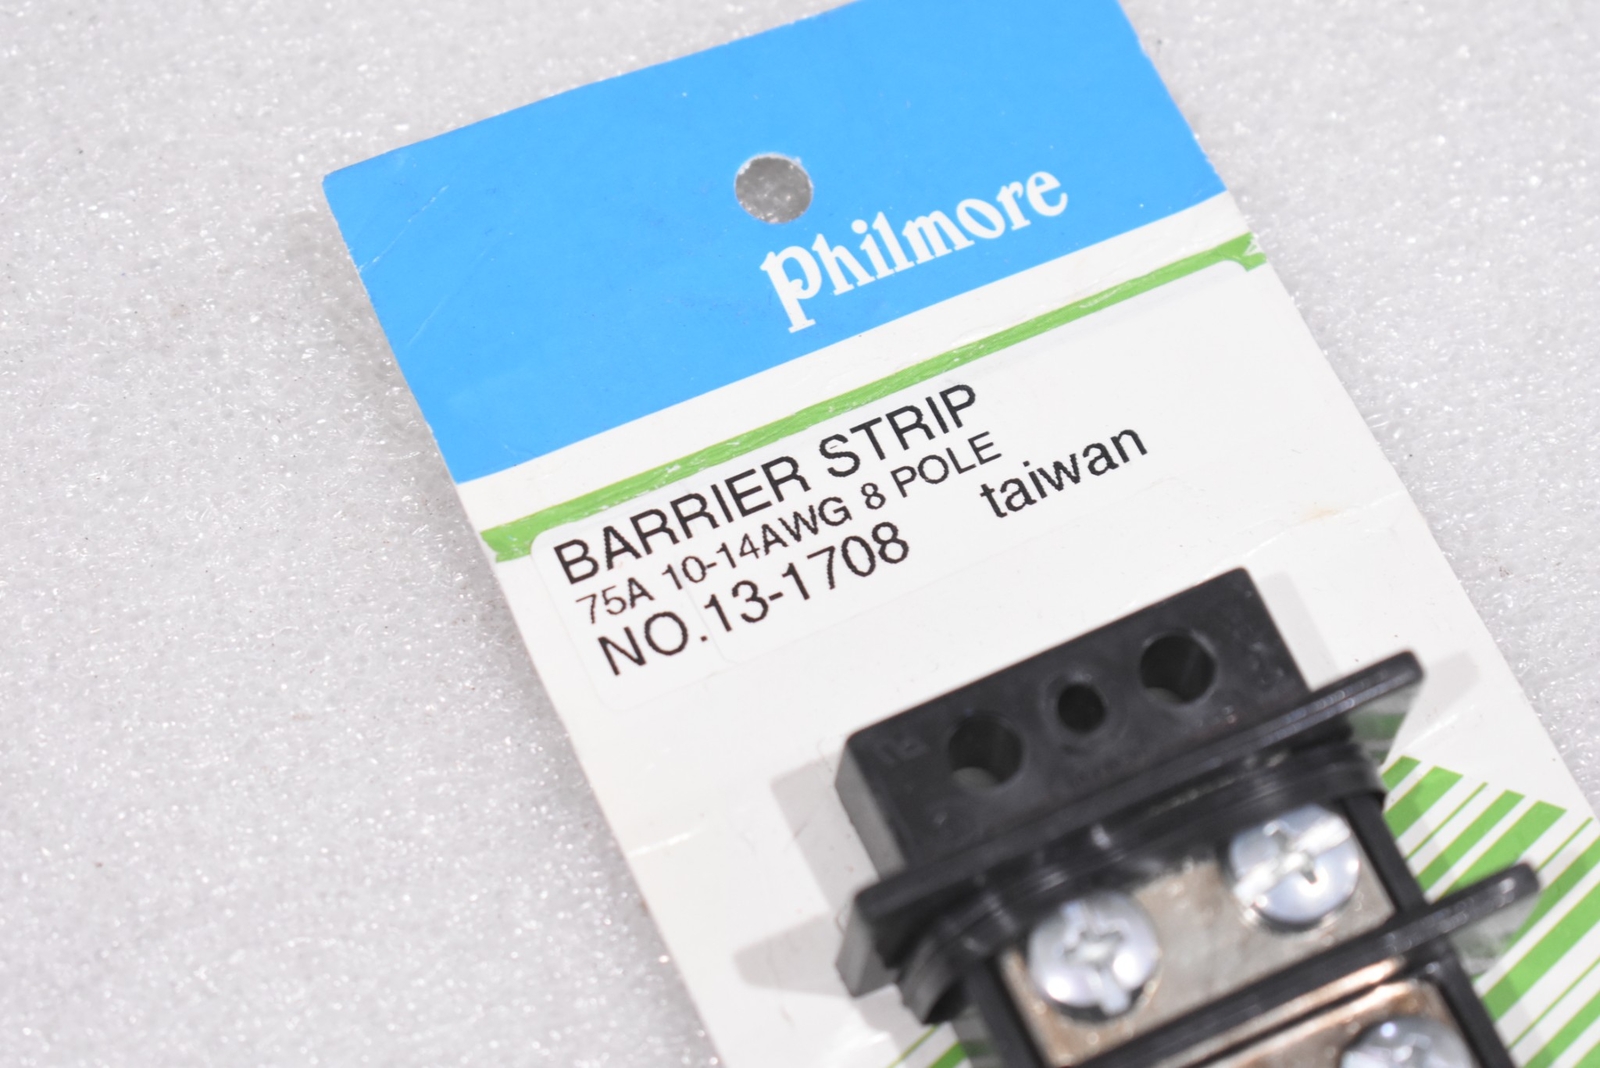 Philmore
BARRIER STRIP
75A 10-14AWG 8 POLE
NO.13-1708
taiwan